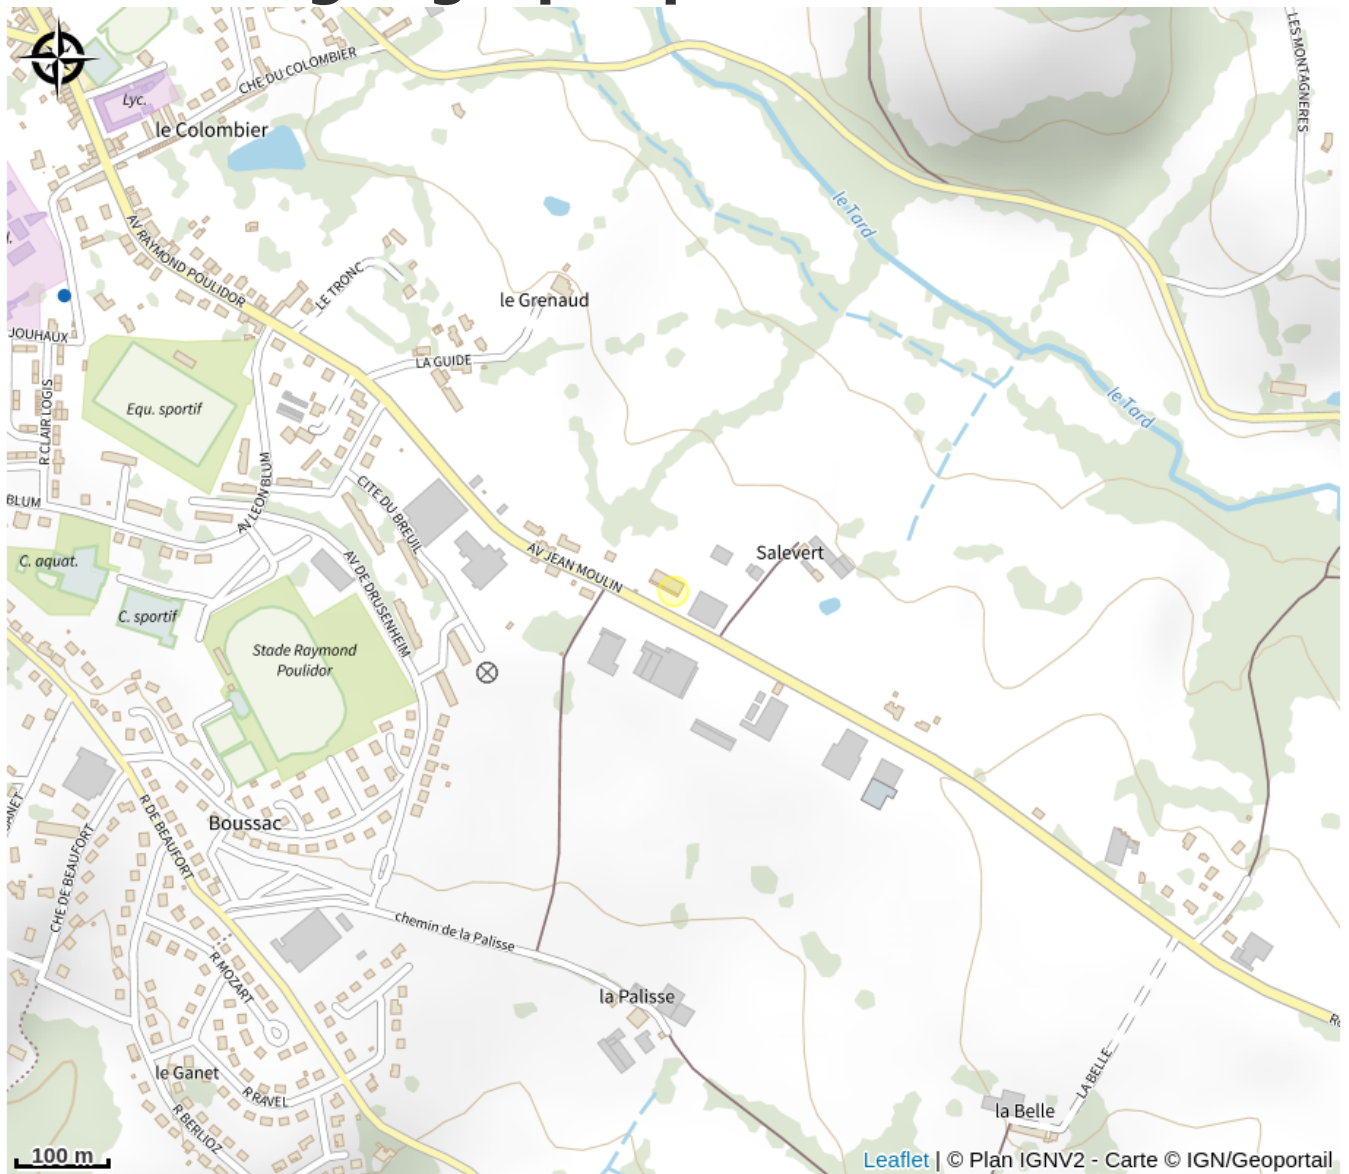 LES MONTAGNERES
CHE DU COLOMBIER
Lyc.
le Colombier
le Tard
AV RAYMOND POULIDOR
LE TRONC
le Grenaud
JOUHAUX
LA GUIDE
Equ. sportif
R CLAIR LOGIS
le Tard
AV LEON BLUM
BLUM
CITE DU BREUIL
AV JEAN MOULIN
Salevert
C. aquat.
AV DE DRUSENHEIM
C. sportif
Stade Raymond
Poulidor
R DE BEAUFORT
Boussac
CHE DE BEAUFORT
chemin de la Palisse
R MOZART
la Palisse
le Ganet
R RAVEL
R BERLIOZ
LA BELLE
la Belle
100 m
Leaflet | © Plan IGNV2 - Carte © IGN/Geoportail